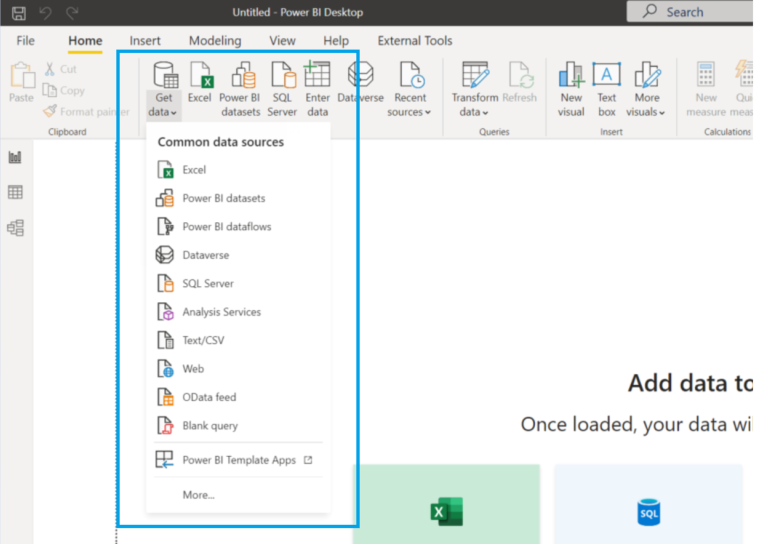 Untitled - Power BI Desktop
Search
File Home Insert Modeling View Help External Tools
Paste
Cut
Copy
Format painter
Clipboard
Get data
Excel
Power BI datasets
SQL Server
Enter data
Dataverse
Recent sources
Transform data
Refresh
Queries
New visual
Text box
More visuals
Insert
New measure
Calculations
Common data sources
Excel
Power BI datasets
Power BI dataflows
Dataverse
SQL Server
Analysis Services
Text/CSV
Web
OData feed
Blank query
Power BI Template Apps
More...
Add data to
Once loaded, your data wi
SQL